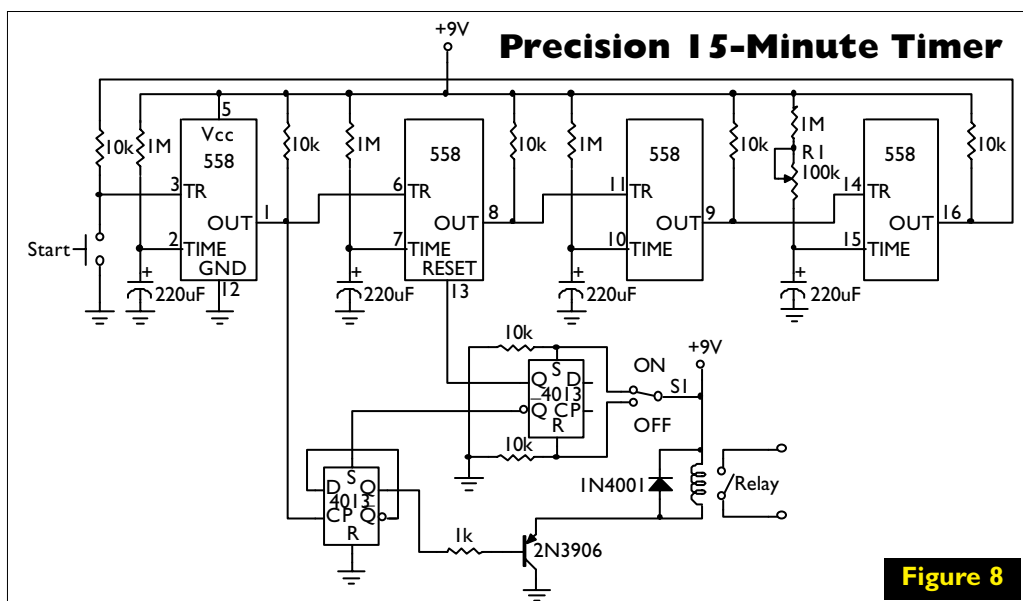 +9V
Precision 15-Minute Timer
10k
1M
5
Vcc
558
3
TR
1
OUT
2
TIME
GND
12
Start
+
220uF
10k
1M
558
6
TR
8
OUT
7
TIME
RESET
13
+
220uF
10k
1M
558
11
TR
9
OUT
10
TIME
+
220uF
10k
1M
R1
100k
558
14
TR
16
OUT
15
TIME
+
220uF
10k
10k
S
Q D
4013
Q CP
R
10k
ON
S1
OFF
+9V
S
D Q
4013
CP Q
R
1k
2N3906
1N4001
Relay
Figure 8